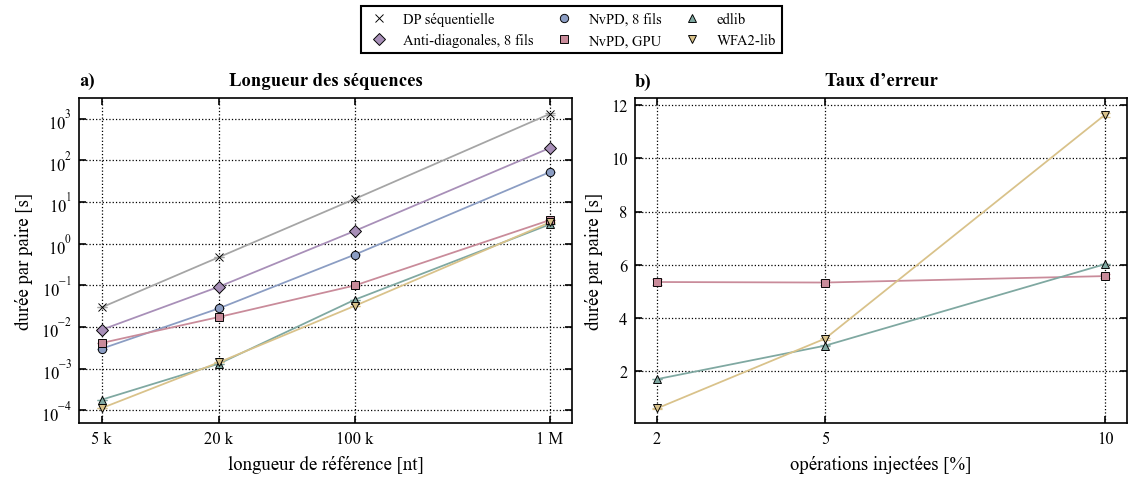 DP séquentielle
Anti-diagonales, 8 fils
NvPD, 8 fils
NvPD, GPU
edlib
WFA2-lib
a)
Longueur des séquences
durée par paire [s]
10³
10²
10¹
10⁰
10⁻¹
10⁻²
10⁻³
10⁻⁴
5 k
20 k
100 k
1 M
longueur de référence [nt]
b)
Taux d’erreur
durée par paire [s]
12
10
8
6
4
2
2
5
10
opérations injectées [%]